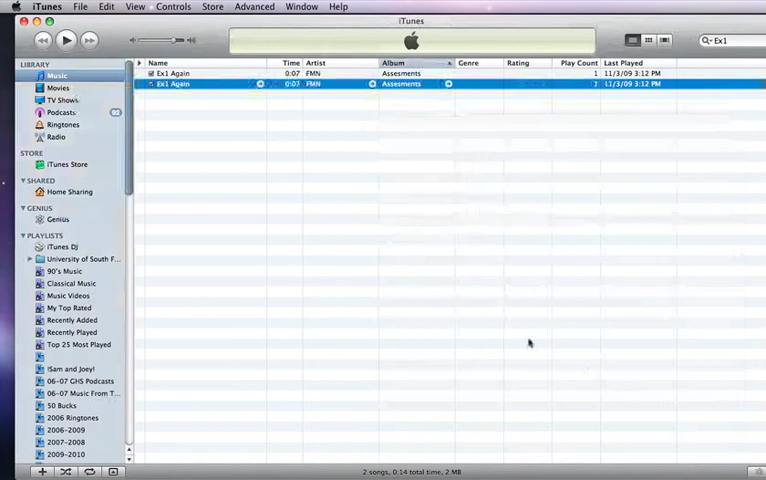 iTunes File Edit View Controls Store Advanced Window Help
iTunes
Ex1
LIBRARY
Music
Movies
TV Shows
Podcasts
Ringtones
Radio
STORE
iTunes Store
SHARED
Home Sharing
GENIUS
Genius
PLAYLISTS
iTunes DJ
University of South F...
90's Music
Classical Music
Music Videos
My Top Rated
Recently Added
Recently Played
Top 25 Most Played
!Sam and Joey!
06-07 GHS Podcasts
06-07 Music From T...
50 Bucks
2006 Ringtones
2006-2009
2007-2008
2009-2010
Name Time Artist Album Genre Rating Play Count Last Played
Ex1 Again 0:07 FMN Assesments 1 11/3/09 3:12 PM
Ex1 Again 0:07 FMN Assesments 11/3/09 3:12 PM
2 songs, 0:14 total time, 2 MB